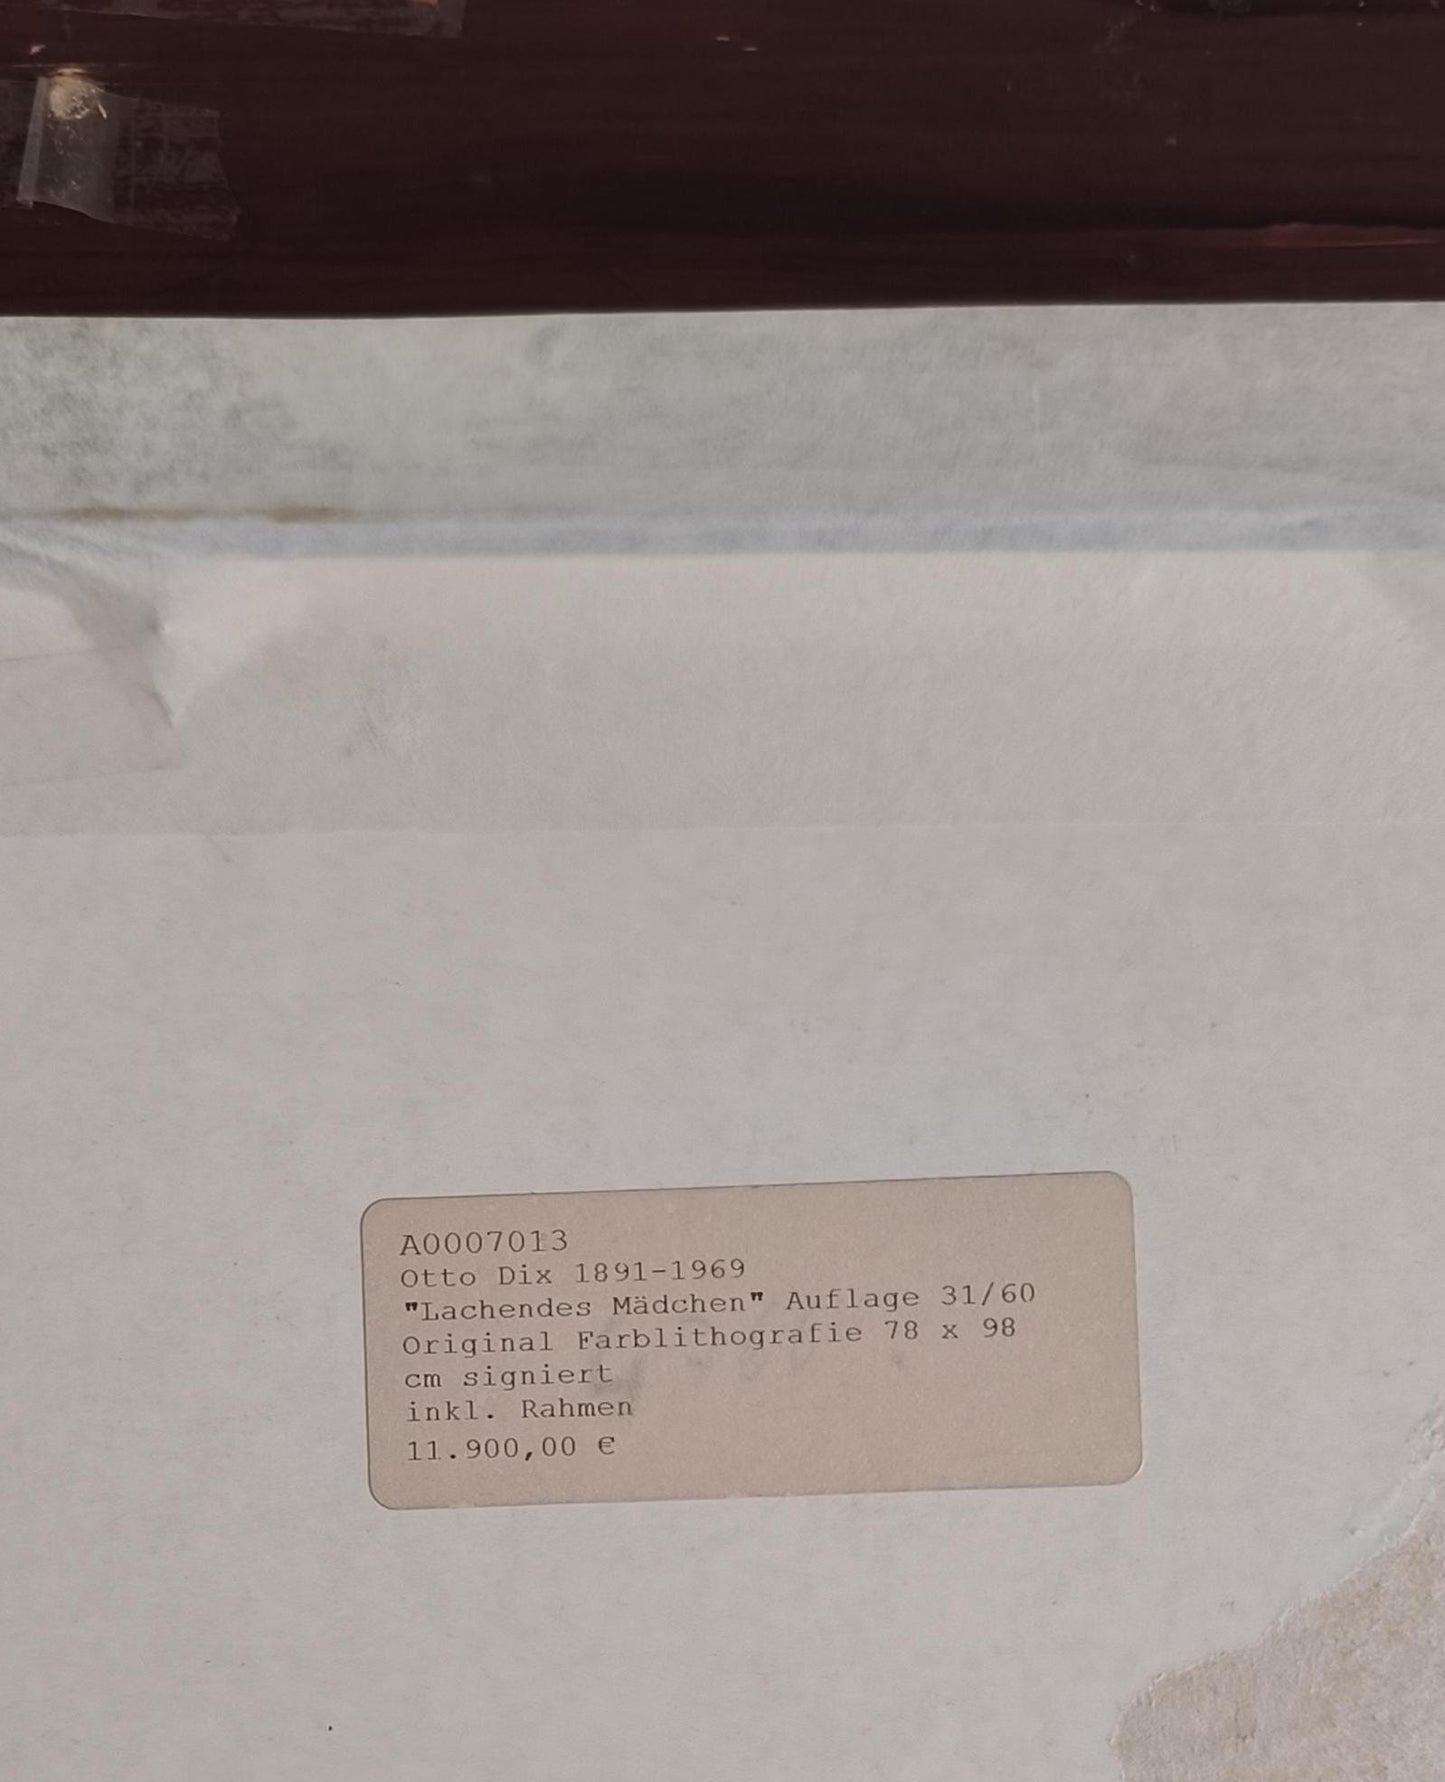 A0007013
Otto Dix 1891-1969
"Lachendes Mädchen" Auflage 31/60
Original Farblithografie 78 x 98
cm signiert
inkl. Rahmen
11.900,00 €